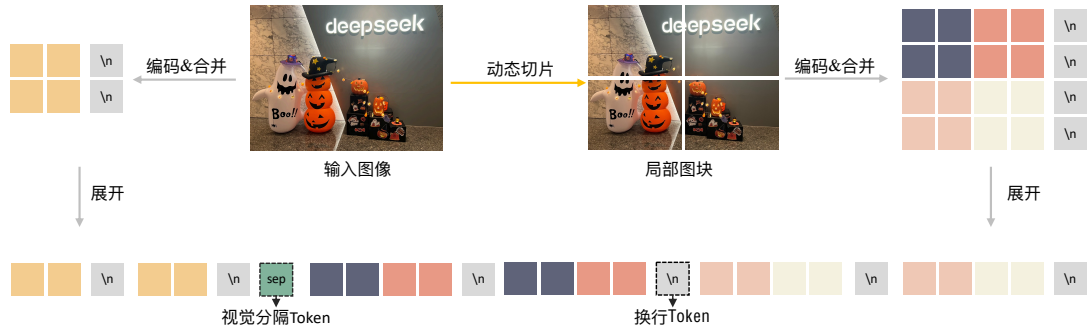 deepseek
deepseek
\n
\n
编码&合并
动态切片
编码&合并
\n
\n
\n
\n
Boo!!
Boo!!
输入图像
局部图块
展开
展开
\n
\n
sep
\n
\n
\n
\n
视觉分隔Token
换行Token